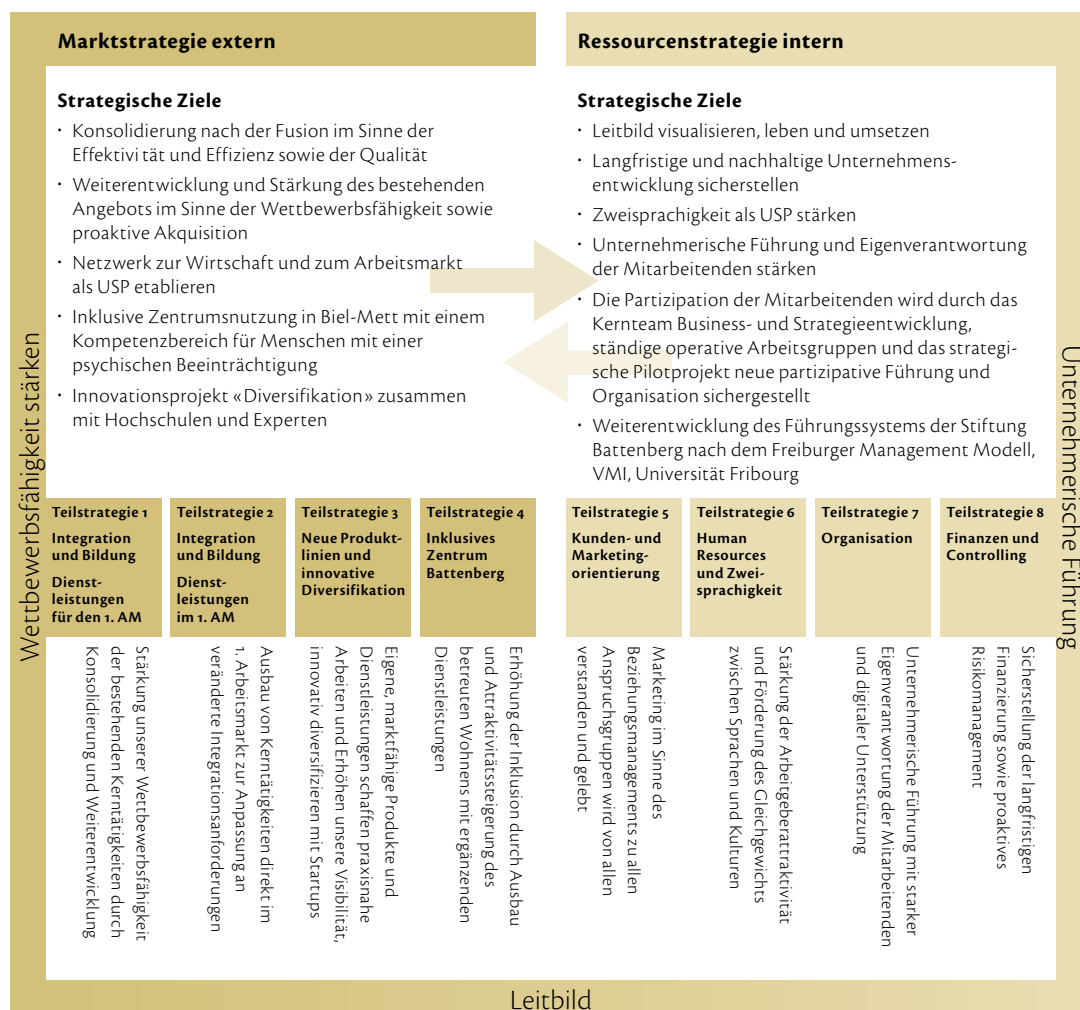 Marktstrategie extern
Strategische Ziele
· Konsolidierung nach der Fusion im Sinne der
Effektivi tät und Effizienz sowie der Qualität
· Weiterentwicklung und Stärkung des bestehenden
Angebots im Sinne der Wettbewerbsfähigkeit sowie
proaktive Akquisition
· Netzwerk zur Wirtschaft und zum Arbeitsmarkt
als USP etablieren
· Inklusive Zentrumsnutzung in Biel-Mett mit einem
Kompetenzbereich für Menschen mit einer
psychischen Beeinträchtigung
· Innovationsprojekt «Diversifikation» zusammen
mit Hochschulen und Experten
Ressourcenstrategie intern
Strategische Ziele
· Leitbild visualisieren, leben und umsetzen
· Langfristige und nachhaltige Unternehmens-
entwicklung sicherstellen
· Zweisprachigkeit als USP stärken
· Unternehmerische Führung und Eigenverantwortung
der Mitarbeitenden stärken
· Die Partizipation der Mitarbeitenden wird durch das
Kernteam Business- und Strategieentwicklung,
ständige operative Arbeitsgruppen und das strategi-
sche Pilotprojekt neue partizipative Führung und
Organisation sichergestellt
· Weiterentwicklung des Führungssystems der Stiftung
Battenberg nach dem Freiburger Management Modell,
VMI, Universität Fribourg
Wettbewerbsfähigkeit stärken
Unternehmerische Führung
Teilstrategie 1
Integration
und Bildung
Dienst-
leistungen
für den 1. AM
Stärkung unserer Wettbewerbsfähigkeit
der bestehenden Kerntätigkeiten durch
Konsolidierung und Weiterentwicklung
Teilstrategie 2
Integration
und Bildung
Dienst-
leistungen
im 1. AM
Ausbau von Kerntätigkeiten direkt im
1. Arbeitsmarkt zur Anpassung an
veränderte Integrationsanforderungen
Teilstrategie 3
Neue Produkt-
linien und
innovative
Diversifikation
Eigene, marktfähige Produkte und
Dienstleistungen schaffen praxisnahe
Arbeiten und Erhöhen unsere Visibilität,
innovativ diversifizieren mit Startups
Teilstrategie 4
Inklusives
Zentrum
Battenberg
Erhöhung der Inklusion durch Ausbau
und Attraktivitätssteigerung des
betreuten Wohnens mit ergänzenden
Dienstleistungen
Teilstrategie 5
Kunden- und
Marketing-
orientierung
Marketing im Sinne des
Beziehungsmanagements zu allen
Anspruchsgruppen wird von allen
verstanden und gelebt
Teilstrategie 6
Human
Resources
und Zwei-
sprachigkeit
Stärkung der Arbeitgeberattraktivität
und Förderung des Gleichgewichts
zwischen Sprachen und Kulturen
Teilstrategie 7
Organisation
Unternehmerische Führung mit starker
Eigenverantwortung der Mitarbeitenden
und digitaler Unterstützung
Teilstrategie 8
Finanzen und
Controlling
Sicherstellung der langfristigen
Finanzierung sowie proaktives
Risikomanagement
Leitbild